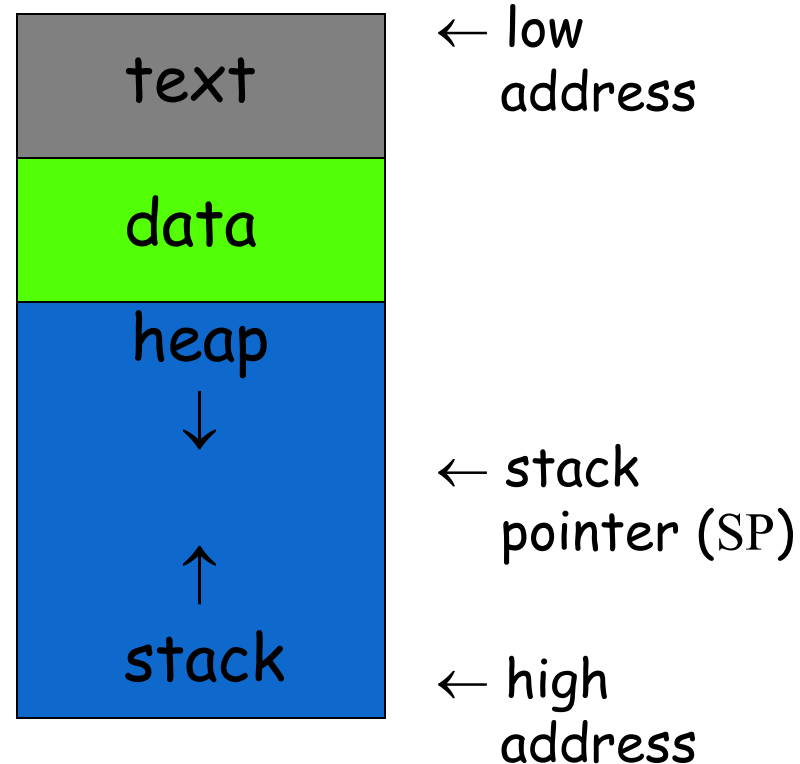 text
← low
address
data
heap
↓
← stack
pointer (SP)
↑
stack
← high
address